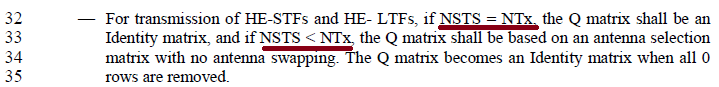 32 — For transmission of HE-STFs and HE- LTFs, if NSTS = NTx, the Q matrix shall be an
33 Identity matrix, and if NSTS < NTx, the Q matrix shall be based on an antenna selection
34 matrix with no antenna swapping. The Q matrix becomes an Identity matrix when all 0
35 rows are removed.